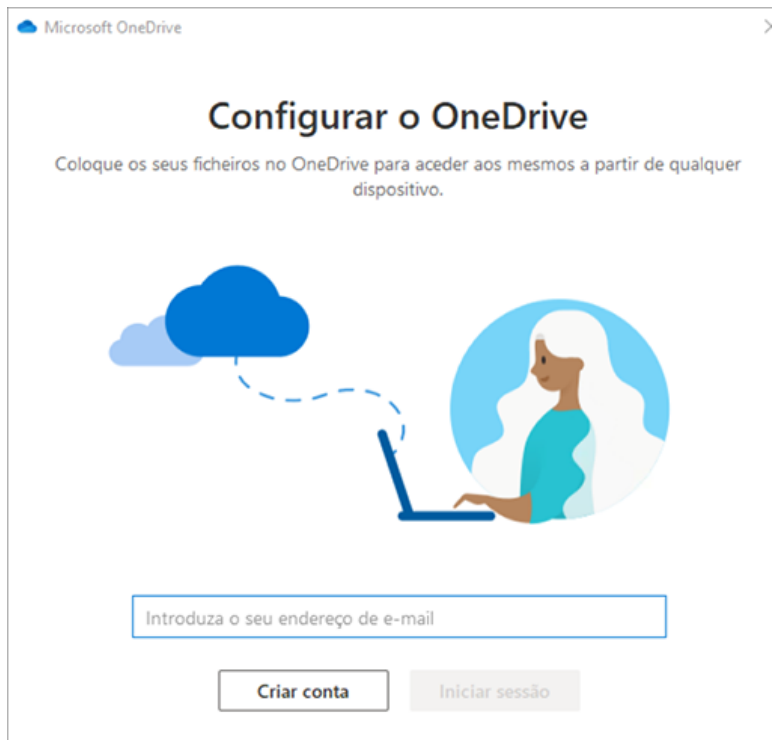 Microsoft OneDrive
Configurar o OneDrive
Coloque os seus ficheiros no OneDrive para aceder aos mesmos a partir de qualquer
dispositivo.
Introduza o seu endereço de e-mail
Criar conta
Iniciar sessão